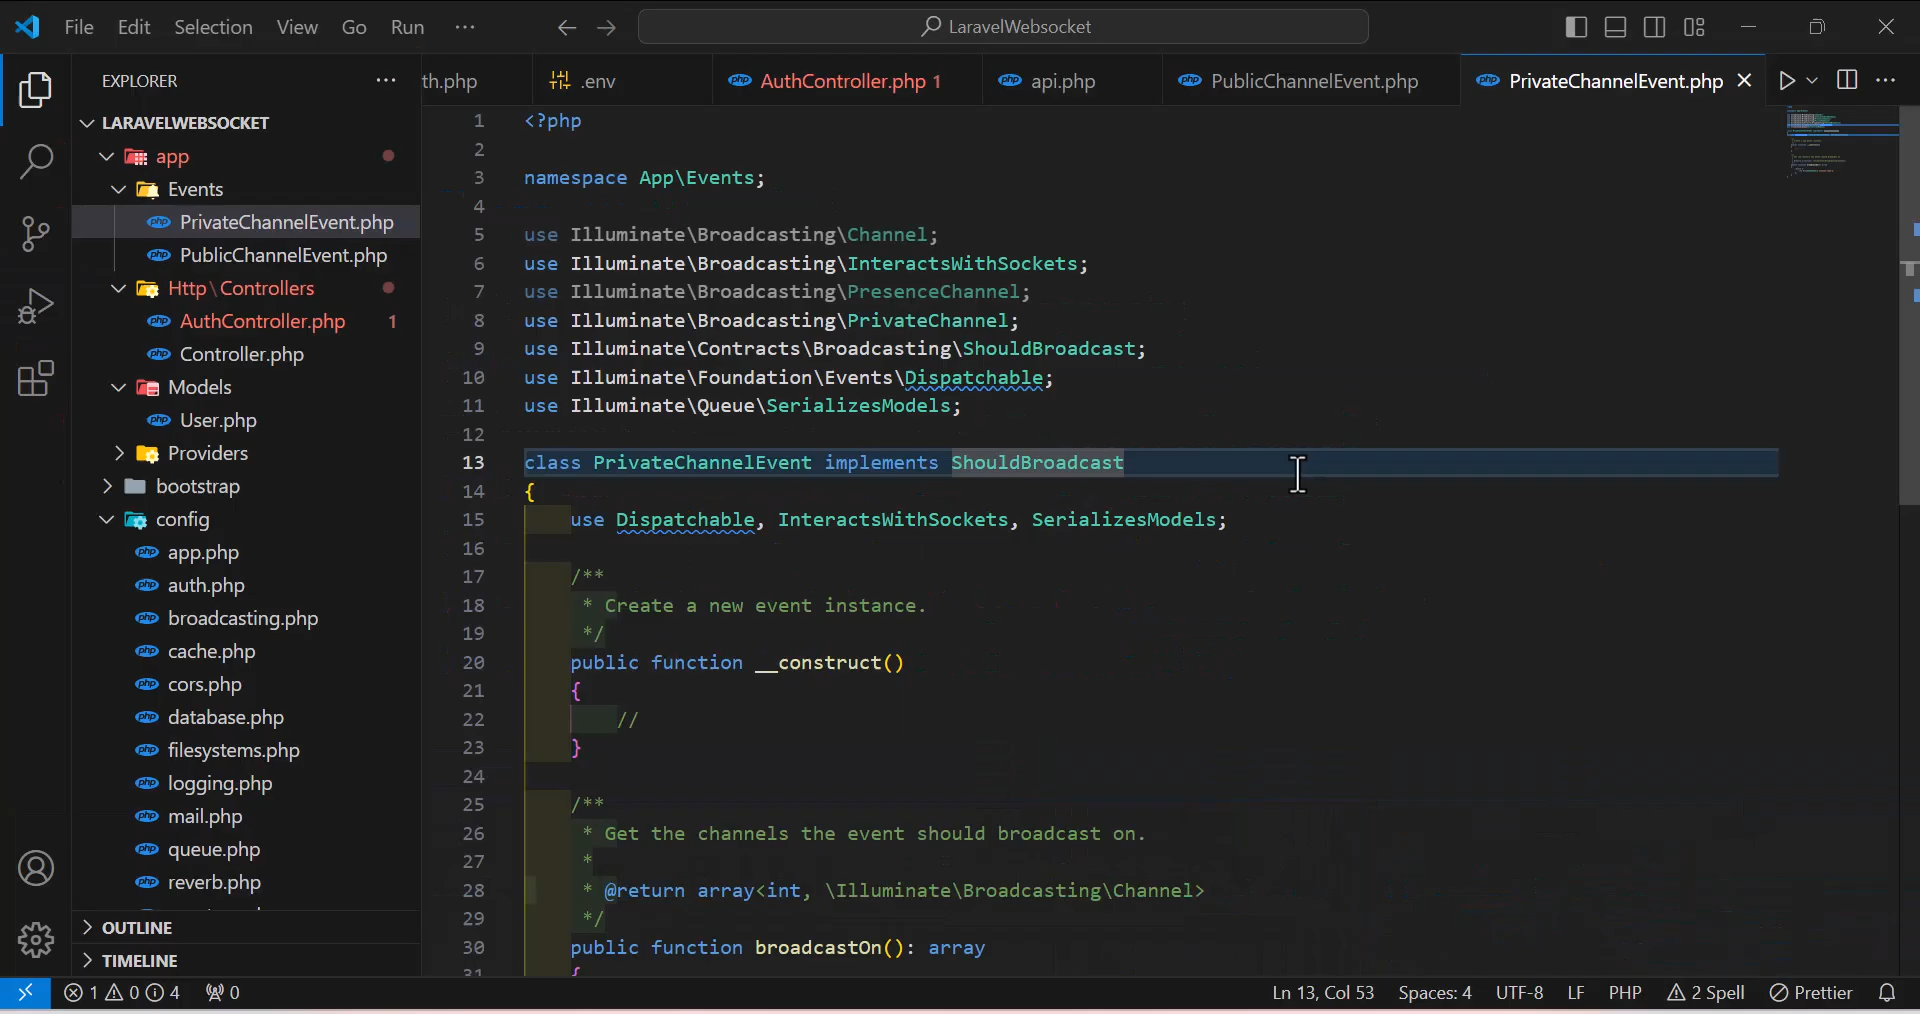 File Edit Selection View Go Run ···
LaravelWebsocket
EXPLORER ···
th.php
.env
AuthController.php 1
api.php
PublicChannelEvent.php
PrivateChannelEvent.php
LARAVELWEBSOCKET
app
Events
PrivateChannelEvent.php
PublicChannelEvent.php
Http\Controllers
AuthController.php 1
Controller.php
Models
User.php
Providers
bootstrap
config
app.php
auth.php
broadcasting.php
cache.php
cors.php
database.php
filesystems.php
logging.php
mail.php
queue.php
reverb.php
OUTLINE
TIMELINE
1 <?php
2
3 namespace App\Events;
4
5 use Illuminate\Broadcasting\Channel;
6 use Illuminate\Broadcasting\InteractsWithSockets;
7 use Illuminate\Broadcasting\PresenceChannel;
8 use Illuminate\Broadcasting\PrivateChannel;
9 use Illuminate\Contracts\Broadcasting\ShouldBroadcast;
10 use Illuminate\Foundation\Events\Dispatchable;
11 use Illuminate\Queue\SerializesModels;
12
13 class PrivateChannelEvent implements ShouldBroadcast
14 {
15 use Dispatchable, InteractsWithSockets, SerializesModels;
16
17 /**
18 * Create a new event instance.
19 */
20 public function __construct()
21 {
22 //
23 }
24
25 /**
26 * Get the channels the event should broadcast on.
27 *
28 * @return array<int, \Illuminate\Broadcasting\Channel>
29 */
30 public function broadcastOn(): array
31 {
1 0 4 0
Ln 13, Col 53 Spaces: 4 UTF-8 LF PHP 2 Spell Prettier